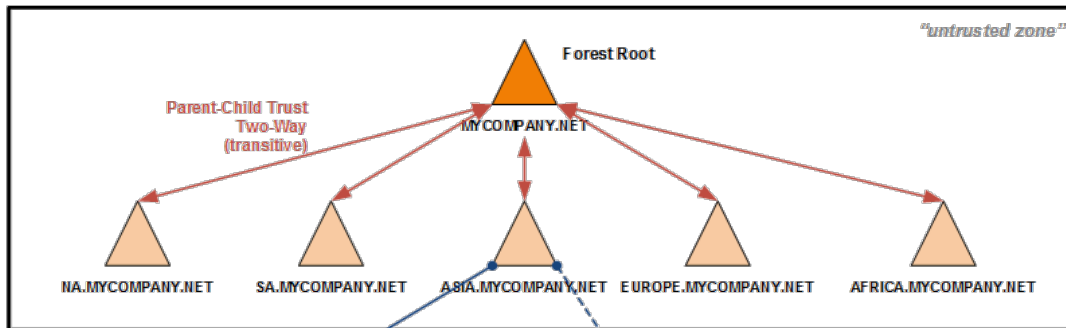 "untrusted zone"
Forest Root
Parent-Child Trust
Two-Way
(transitive)
MYCOMPANY.NET
NA.MYCOMPANY.NET
SA.MYCOMPANY.NET
ASIA.MYCOMPANY.NET
EUROPE.MYCOMPANY.NET
AFRICA.MYCOMPANY.NET